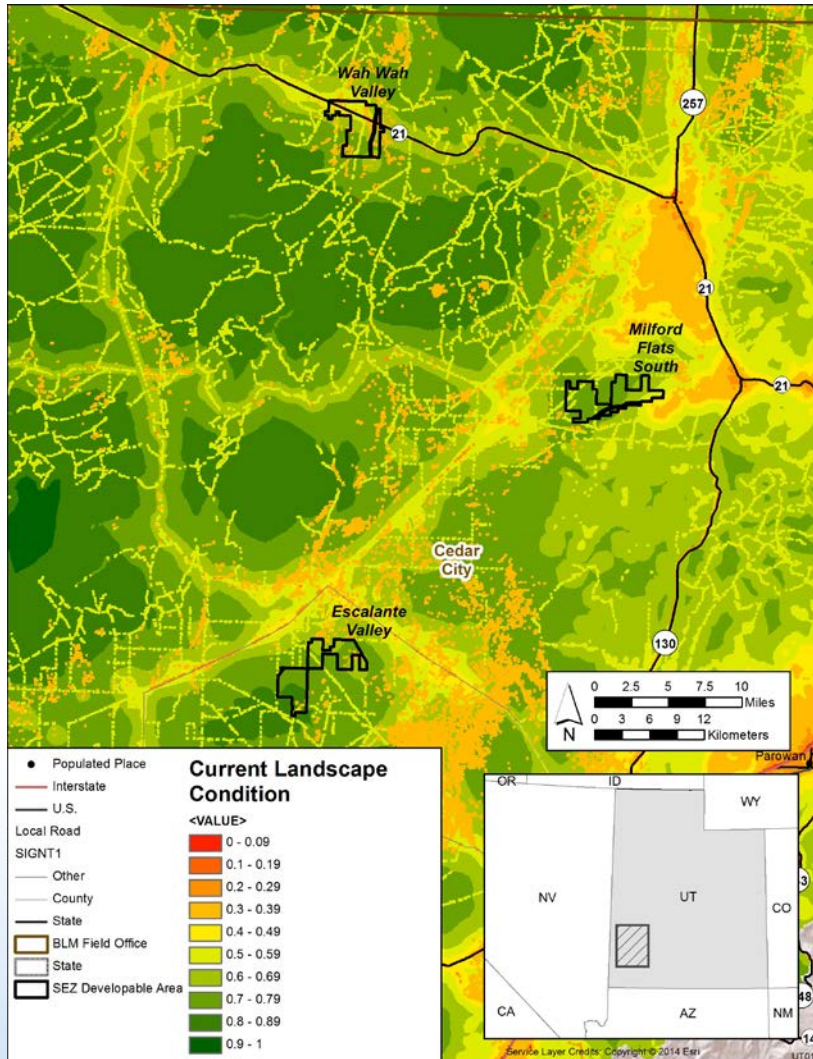 Wah Wah
Valley
21
257
21
Milford
Flats
South
21
Cedar
City
Escalante
Valley
130
0 2.5 5 7.5 10
Miles
0 3 6 9 12
Kilometers
N
Parowan
Populated Place
Interstate
U.S.
Local Road
SIGNT1
Other
County
State
BLM Field Office
State
SEZ Developable Area
Current Landscape
Condition
<VALUE>
0 - 0.09
0.1 - 0.19
0.2 - 0.29
0.3 - 0.39
0.4 - 0.49
0.5 - 0.59
0.6 - 0.69
0.7 - 0.79
0.8 - 0.89
0.9 - 1
OR
ID
WY
NV
UT
CO
CA
AZ
NM
48
14
Service Layer Credits: Copyright © 2014 Esri